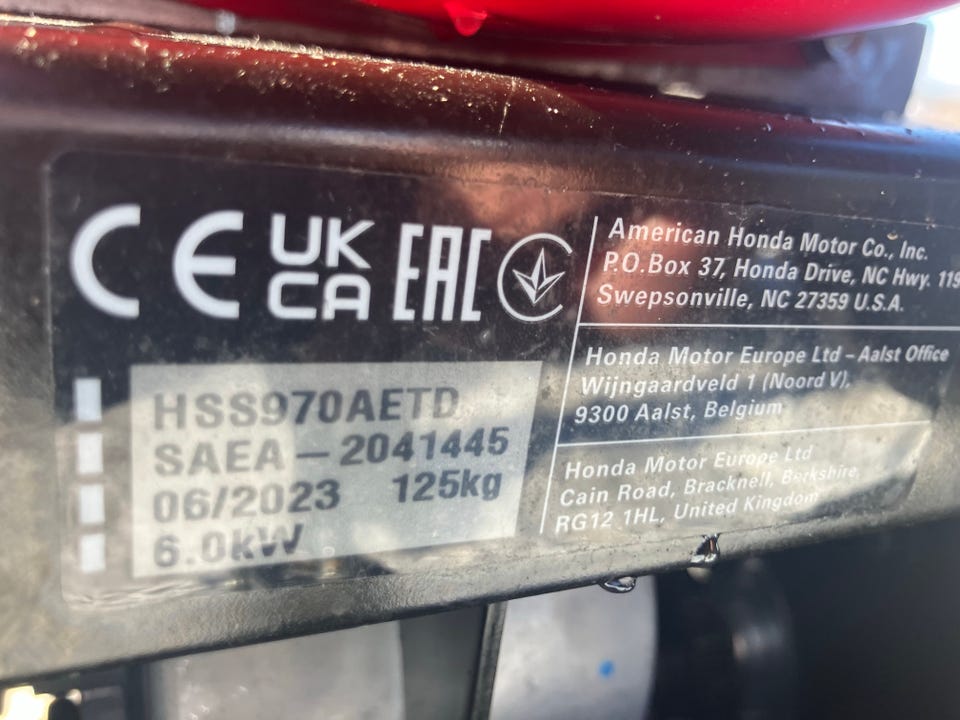 CE UKCA EAC
HSS970AETD
SAEA – 2041445
06/2023 125kg
6.0kW
American Honda Motor Co., Inc.
P.O.Box 37, Honda Drive, NC Hwy. 119
Swepsonville, NC 27359 U.S.A.
Honda Motor Europe Ltd – Aalst Office
Wijngaardveld 1 (Noord V),
9300 Aalst, Belgium
Honda Motor Europe Ltd
Cain Road, Bracknell, Berkshire,
RG12 1HL, United Kingdom